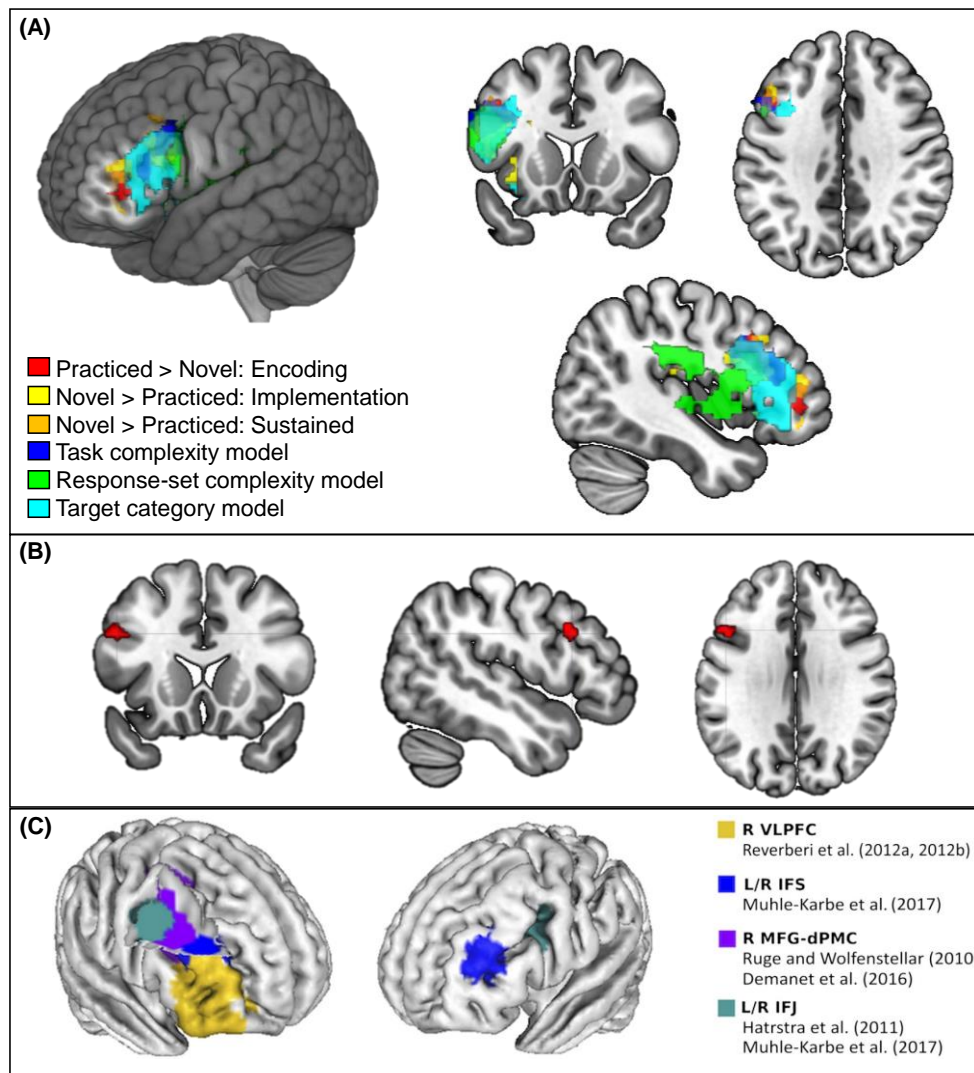 (A)
Practiced > Novel: Encoding
Novel > Practiced: Implementation
Novel > Practiced: Sustained
Task complexity model
Response-set complexity model
Target category model
(B)
(C)
R VLPFC
Reverberi et al. (2012a, 2012b)
L/R IFS
Muhle-Karbe et al. (2017)
R MFG-dPMC
Ruge and Wolfenstellar (2010
Demanet et al. (2016)
L/R IFJ
Hatrstra et al. (2011)
Muhle-Karbe et al. (2017)